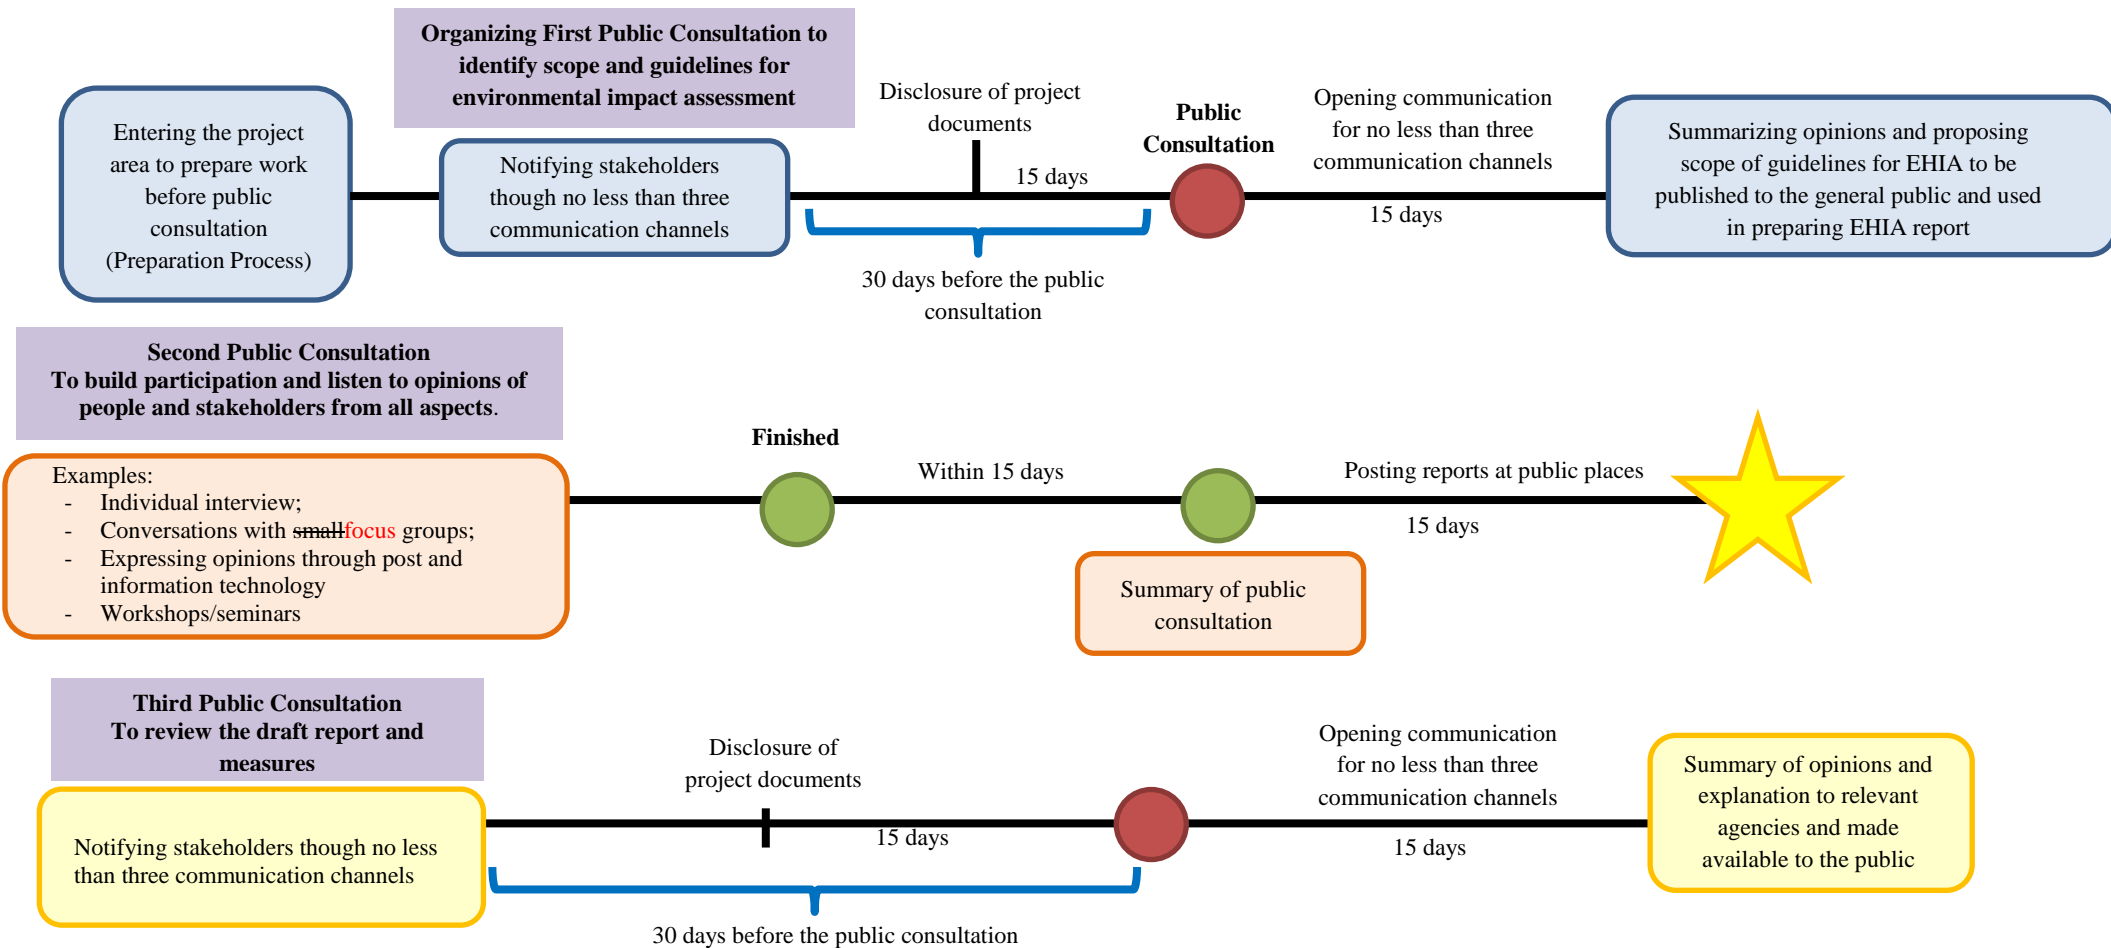 Organizing First Public Consultation to
identify scope and guidelines for
environmental impact assessment
Entering the project
area to prepare work
before public
consultation
(Preparation Process)
Notifying stakeholders
though no less than three
communication channels
Disclosure of project
documents
15 days
30 days before the public
consultation
Public
Consultation
Opening communication
for no less than three
communication channels
15 days
Summarizing opinions and proposing
scope of guidelines for EHIA to be
published to the general public and used
in preparing EHIA report
Second Public Consultation
To build participation and listen to opinions of
people and stakeholders from all aspects.
Examples:
- Individual interview;
- Conversations with smallfocus groups;
- Expressing opinions through post and
information technology
- Workshops/seminars
Finished
Within 15 days
Summary of public
consultation
Posting reports at public places
15 days
Third Public Consultation
To review the draft report and
measures
Notifying stakeholders though no less
than three communication channels
Disclosure of
project documents
15 days
30 days before the public consultation
Opening communication
for no less than three
communication channels
15 days
Summary of opinions and
explanation to relevant
agencies and made
available to the public